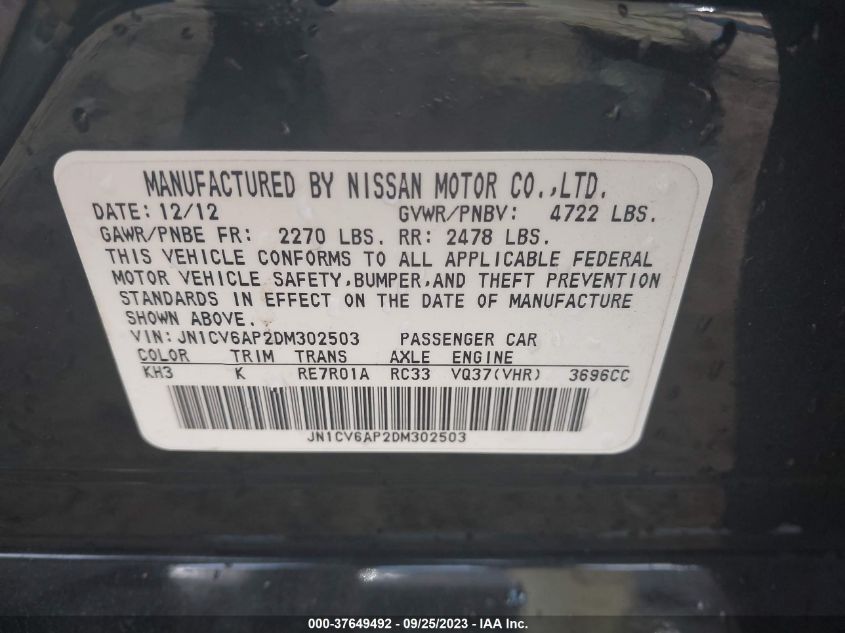 MANUFACTURED BY NISSAN MOTOR CO.,LTD.
DATE: 12/12 GVWR/PNBV: 4722 LBS.
GAWR/PNBE FR: 2270 LBS. RR: 2478 LBS.
THIS VEHICLE CONFORMS TO ALL APPLICABLE FEDERAL
MOTOR VEHICLE SAFETY,BUMPER,AND THEFT PREVENTION
STANDARDS IN EFFECT ON THE DATE OF MANUFACTURE
SHOWN ABOVE.
VIN: JN1CV6AP2DM302503 PASSENGER CAR
COLOR TRIM TRANS AXLE ENGINE
KH3 K RE7R01A RC33 VQ37(VHR) 3696CC
JN1CV6AP2DM302503
000-37649492 - 09/25/2023 - IAA Inc.